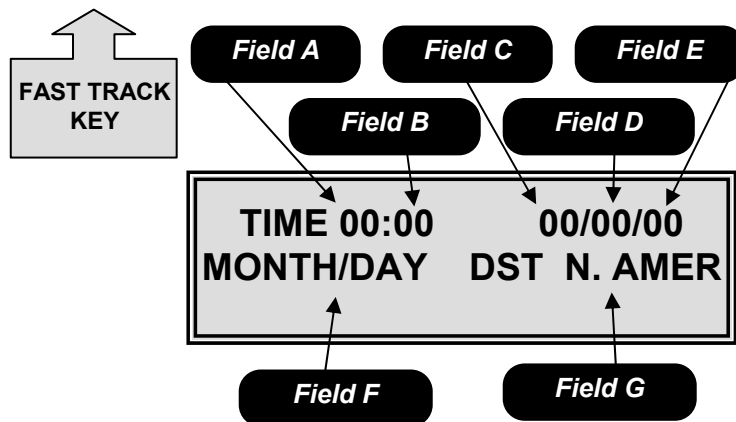 Field A
Field C
Field E
FAST TRACK
KEY
Field B
Field D
TIME 00:00 00/00/00
MONTH/DAY DST N. AMER
Field F
Field G